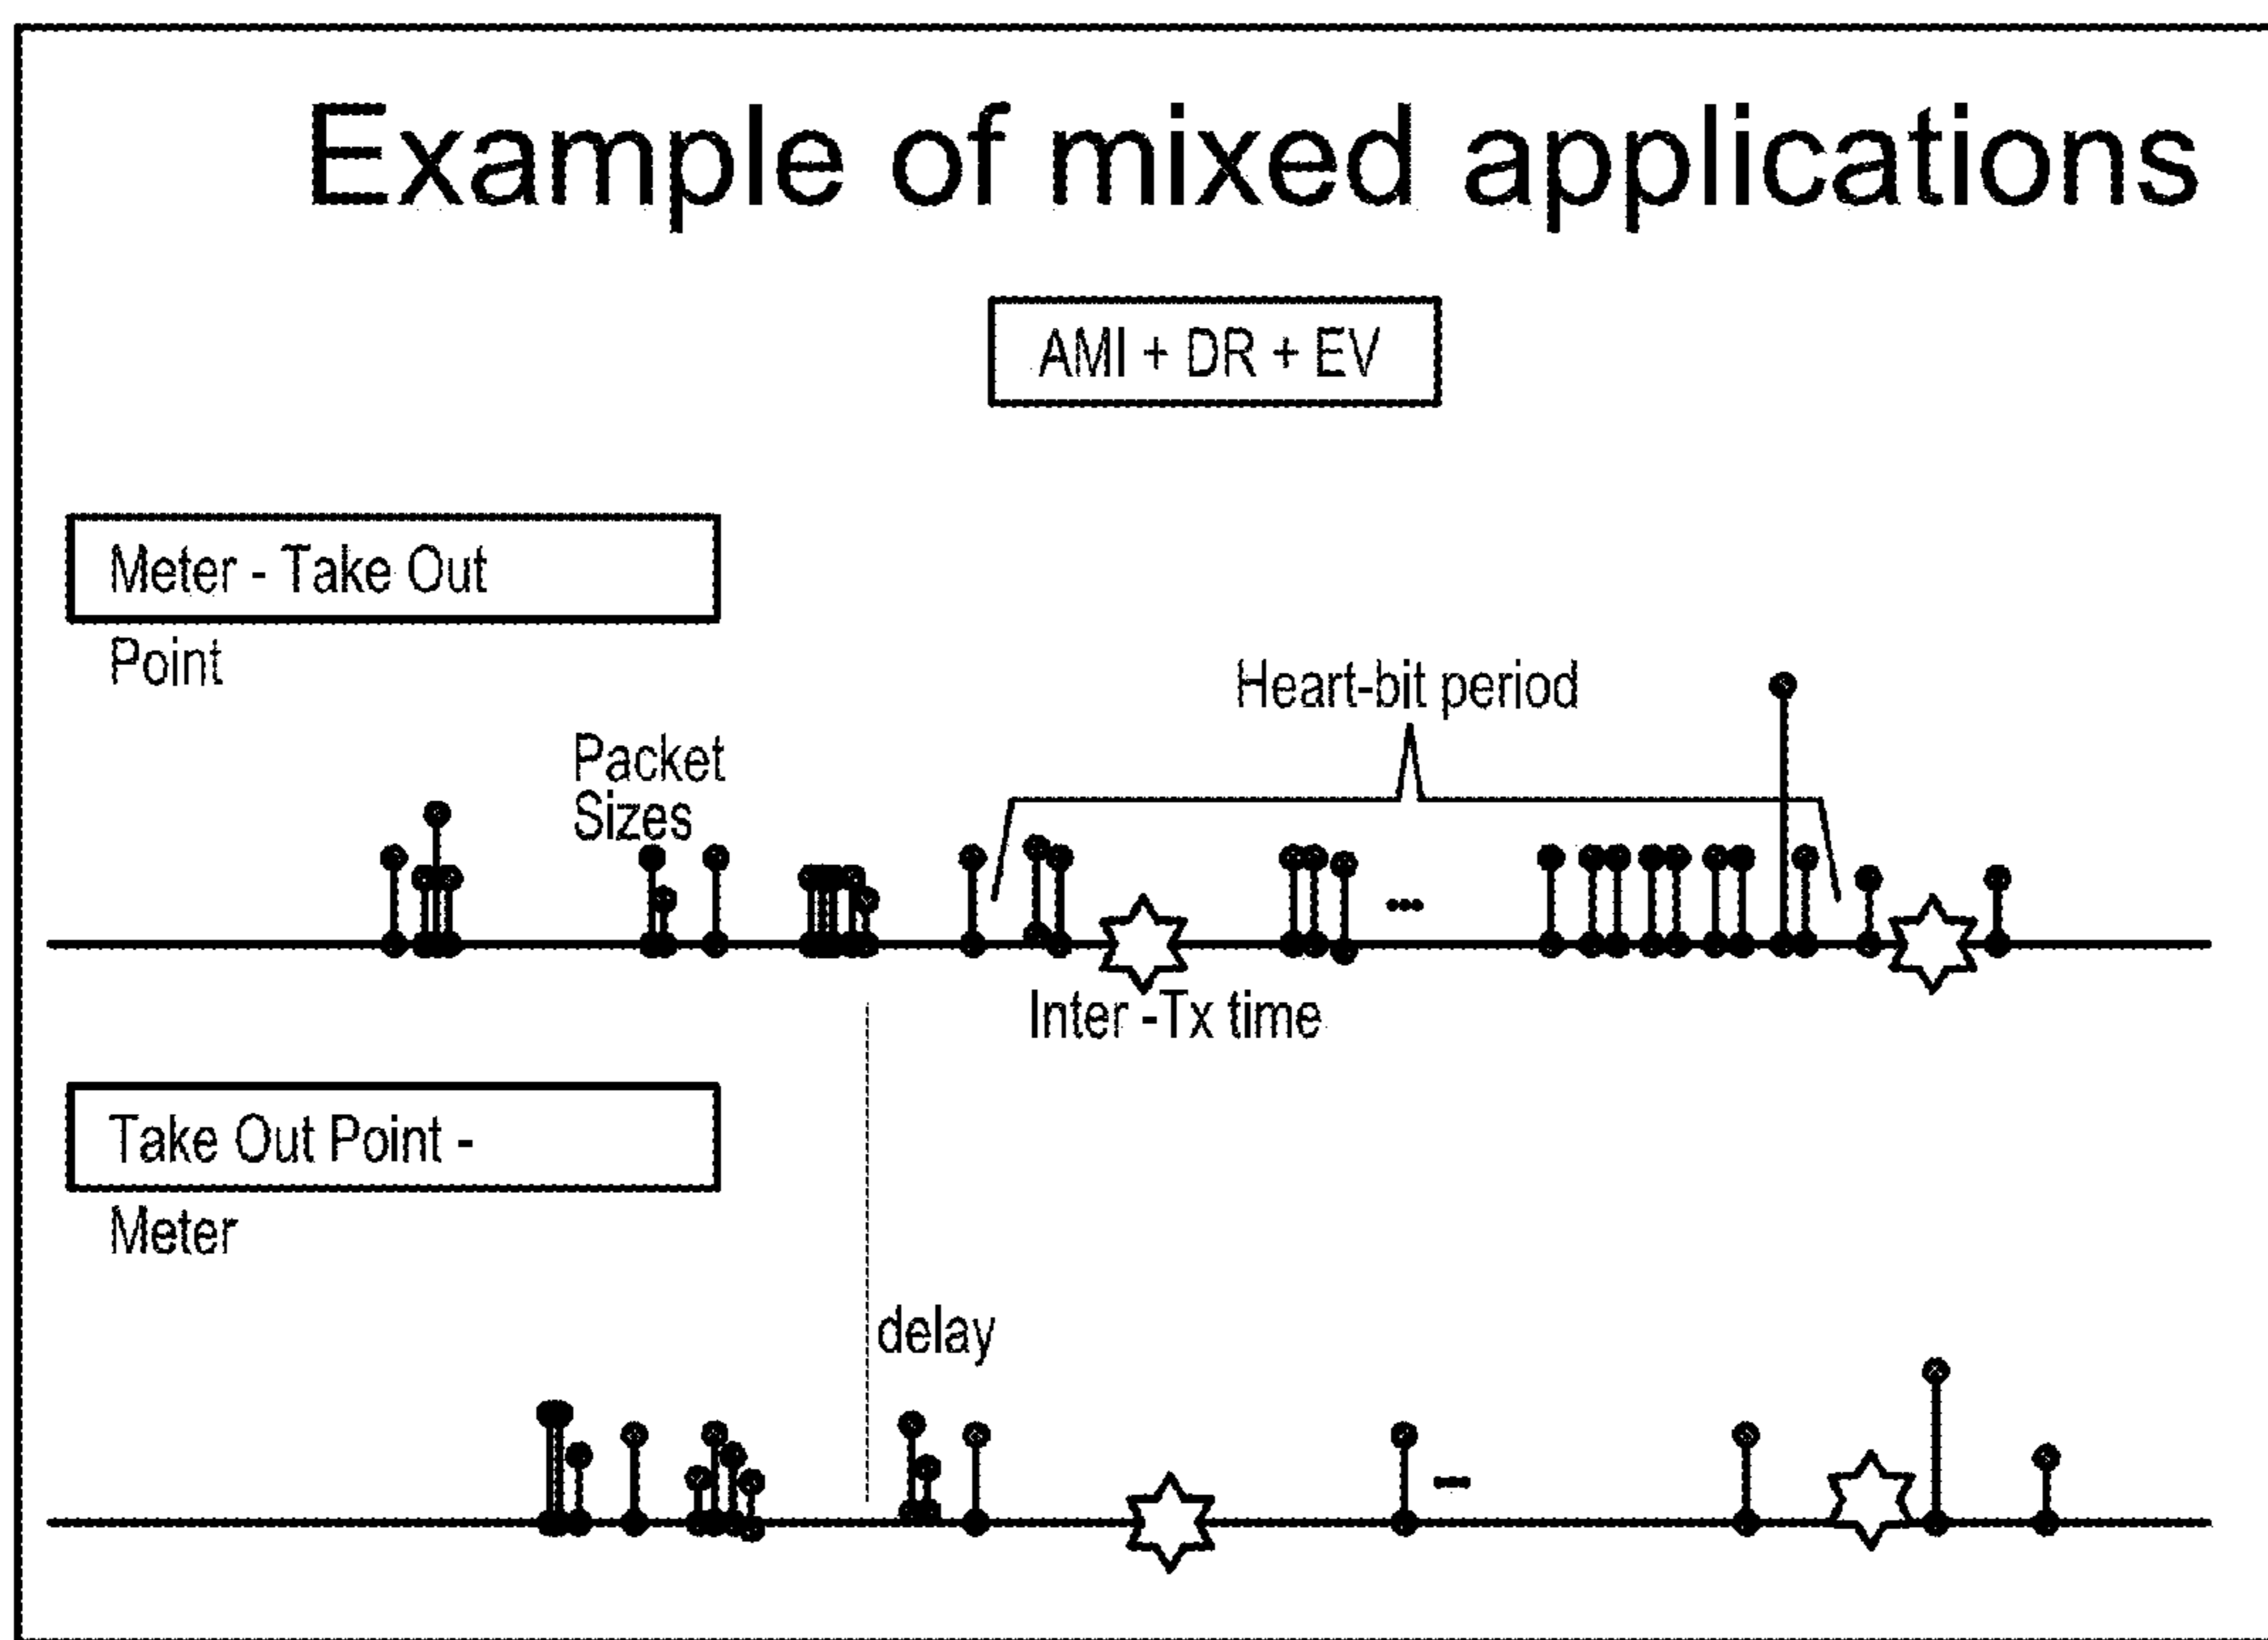 Example of mixed applications
AMI + DR + EV
Meter - Take Out
Point
Heart-bit period
Packet
Sizes
...
Inter -Tx time
Take Out Point -
Meter
delay